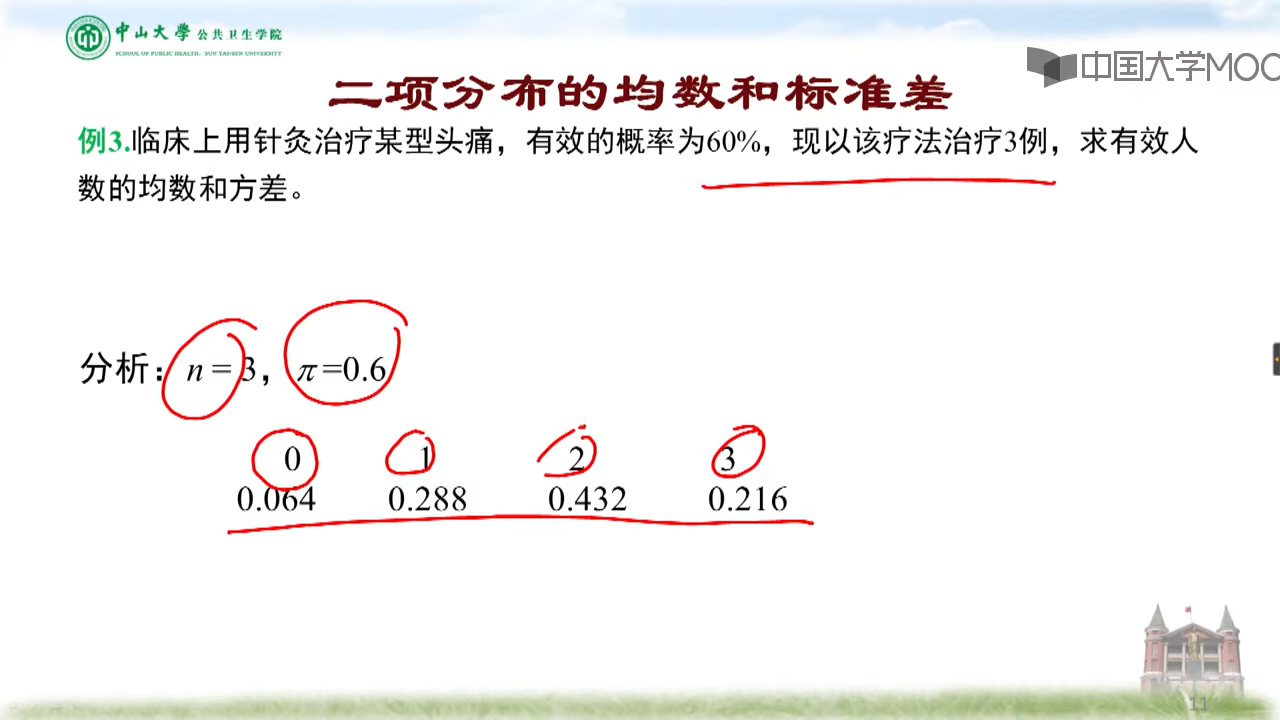 中山大学公共卫生学院
SCHOOL OF PUBLIC HEALTH, SUN YAT-SEN UNIVERSITY
中国大学MOC
二项分布的均数和标准差
例3.临床上用针灸治疗某型头痛，有效的概率为60%，现以该疗法治疗3例，求有效人
数的均数和方差。
分析：n = 3，π=0.6
0 1 2 3
0.064 0.288 0.432 0.216
11